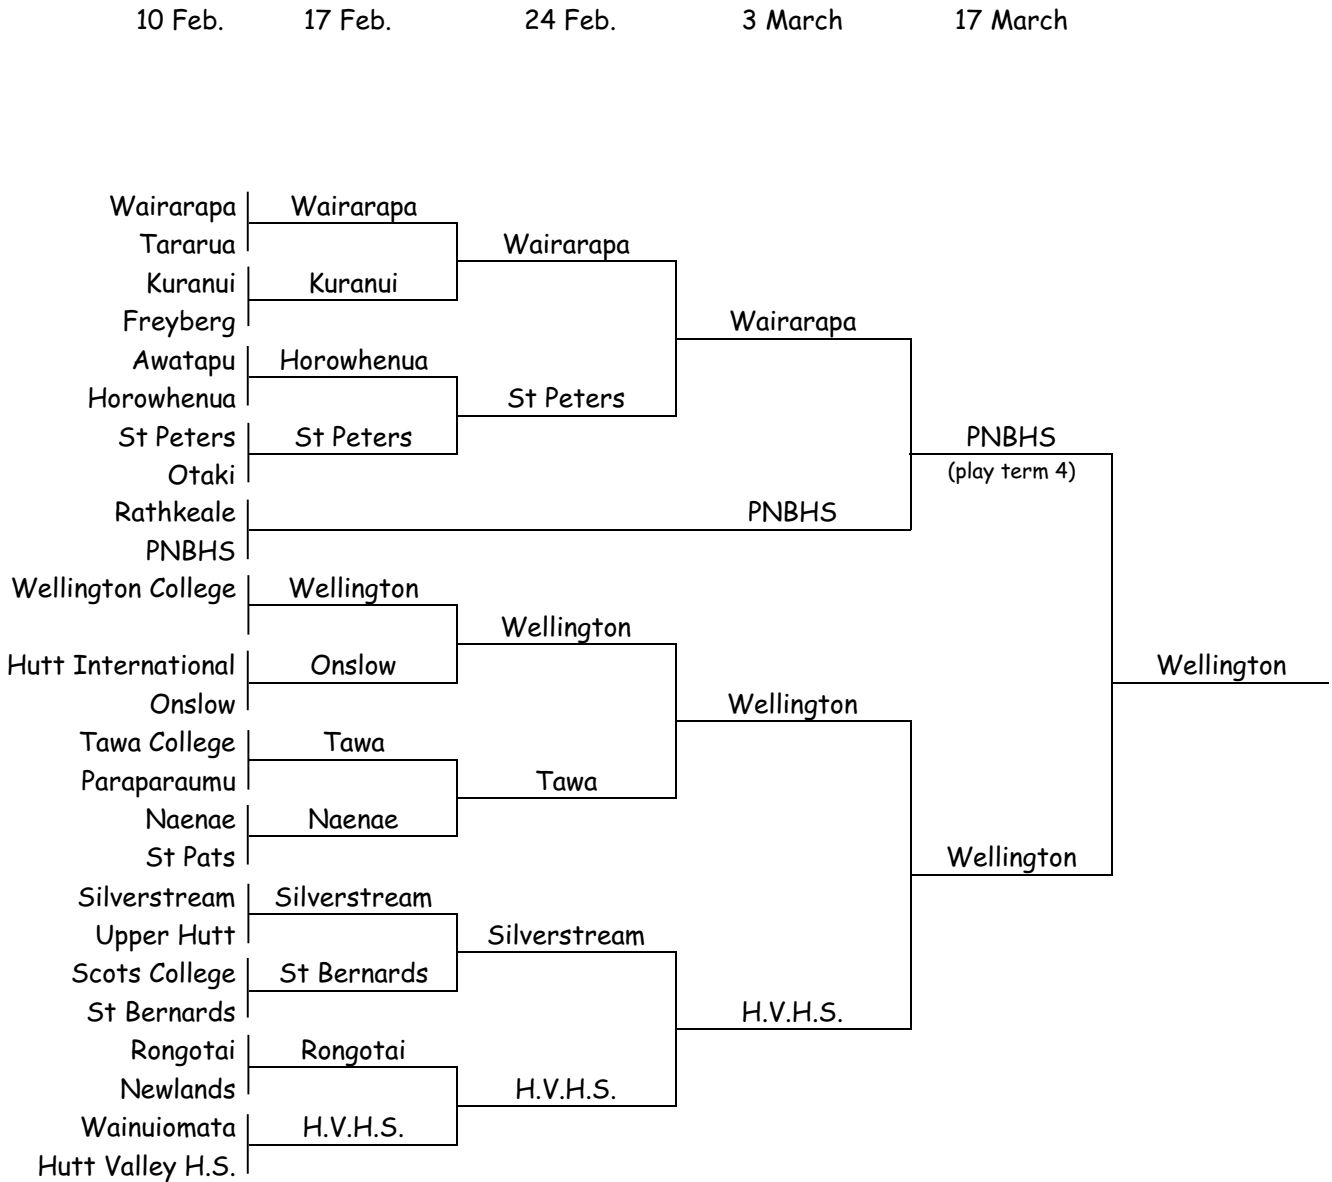 10 Feb. 17 Feb. 24 Feb. 3 March 17 March
Wairarapa Wairarapa
Tararua Wairarapa
Kuranui Kuranui
Freyberg Wairarapa
Awatapu Horowhenua
Horowhenua St Peters
St Peters St Peters PNBHS
Otaki (play term 4)
Rathkeale PNBHS
PNBHS
Wellington College Wellington
Wellington
Hutt International Onslow Wellington
Onslow Wellington
Tawa College Tawa
Paraparaumu Tawa
Naenae Naenae
St Pats Wellington
Silverstream Silverstream
Upper Hutt Silverstream
Scots College St Bernards
St Bernards H.V.H.S.
Rongotai Rongotai
Newlands H.V.H.S.
Wainuiomata H.V.H.S.
Hutt Valley H.S.